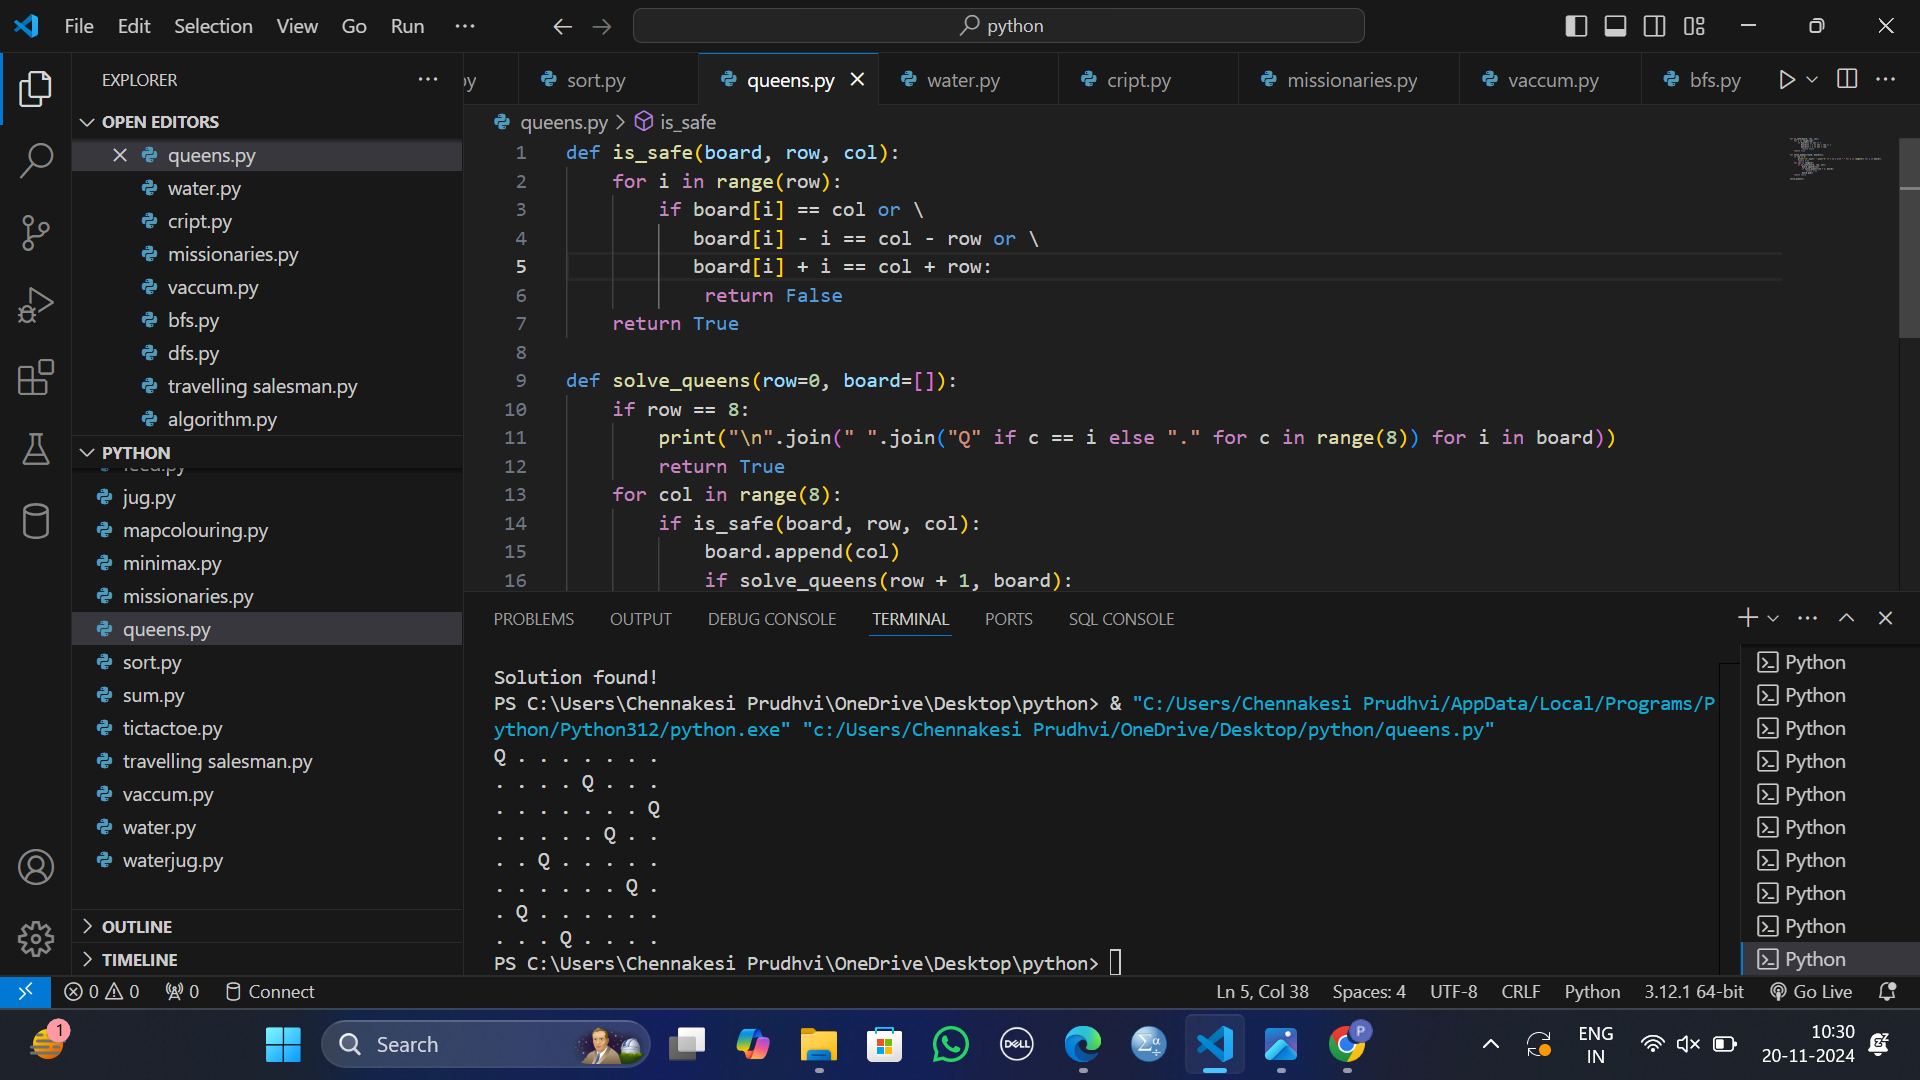 File Edit Selection View Go Run ···
python
EXPLORER
py sort.py queens.py water.py cript.py missionaries.py vaccum.py bfs.py
OPEN EDITORS
queens.py
water.py
cript.py
missionaries.py
vaccum.py
bfs.py
dfs.py
travelling salesman.py
algorithm.py
PYTHON
jug.py
mapcolouring.py
minimax.py
missionaries.py
queens.py
sort.py
sum.py
tictactoe.py
travelling salesman.py
vaccum.py
water.py
waterjug.py
OUTLINE
TIMELINE
queens.py > is_safe
1 def is_safe(board, row, col):
2 for i in range(row):
3 if board[i] == col or \
4 board[i] - i == col - row or \
5 board[i] + i == col + row:
6 return False
7 return True
8
9 def solve_queens(row=0, board=[]):
10 if row == 8:
11 print("\n".join(" ".join("Q" if c == i else "." for c in range(8)) for i in board))
12 return True
13 for col in range(8):
14 if is_safe(board, row, col):
15 board.append(col)
16 if solve_queens(row + 1, board):
PROBLEMS OUTPUT DEBUG CONSOLE TERMINAL PORTS SQL CONSOLE
Solution found!
PS C:\Users\Chennakesi Prudhvi\OneDrive\Desktop\python> & "C:/Users/Chennakesi Prudhvi/AppData/Local/Programs/P
ython/Python312/python.exe" "c:/Users/Chennakesi Prudhvi/OneDrive/Desktop/python/queens.py"
Q . . . . . . .
. . . . Q . . .
. . . . . . . Q
. . . . . Q . .
. . Q . . . . .
. . . . . . Q .
. Q . . . . . .
. . . Q . . . .
PS C:\Users\Chennakesi Prudhvi\OneDrive\Desktop\python>
Python
Python
Python
Python
Python
Python
Python
Python
Python
Python
0 0 0 Connect Ln 5, Col 38 Spaces: 4 UTF-8 CRLF Python 3.12.1 64-bit Go Live
1 Search DELL P ENG 10:30
IN 20-11-2024